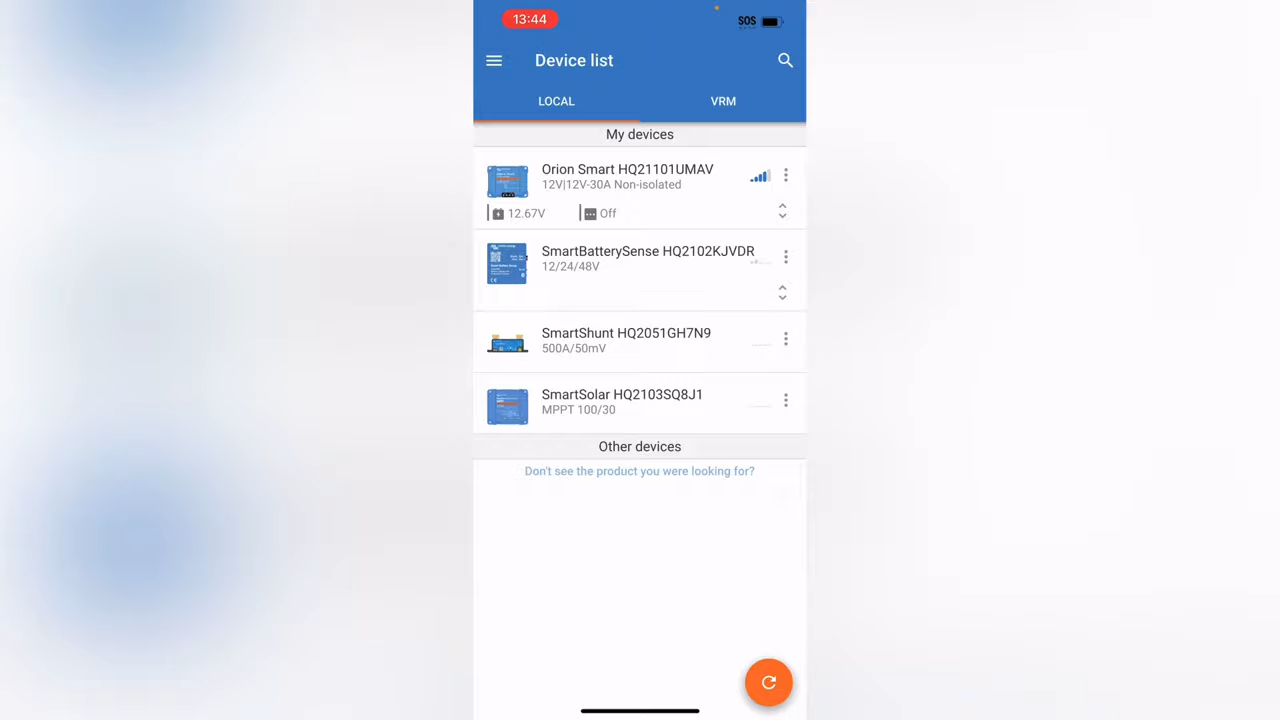 13:44
SOS
Device list
LOCAL
VRM
My devices
Orion Smart HQ21101UMAV
12V|12V-30A Non-isolated
12.67V
Off
SmartBatterySense HQ2102KJVDR
12/24/48V
SmartShunt HQ2051GH7N9
500A/50mV
SmartSolar HQ2103SQ8J1
MPPT 100/30
Other devices
Don't see the product you were looking for?